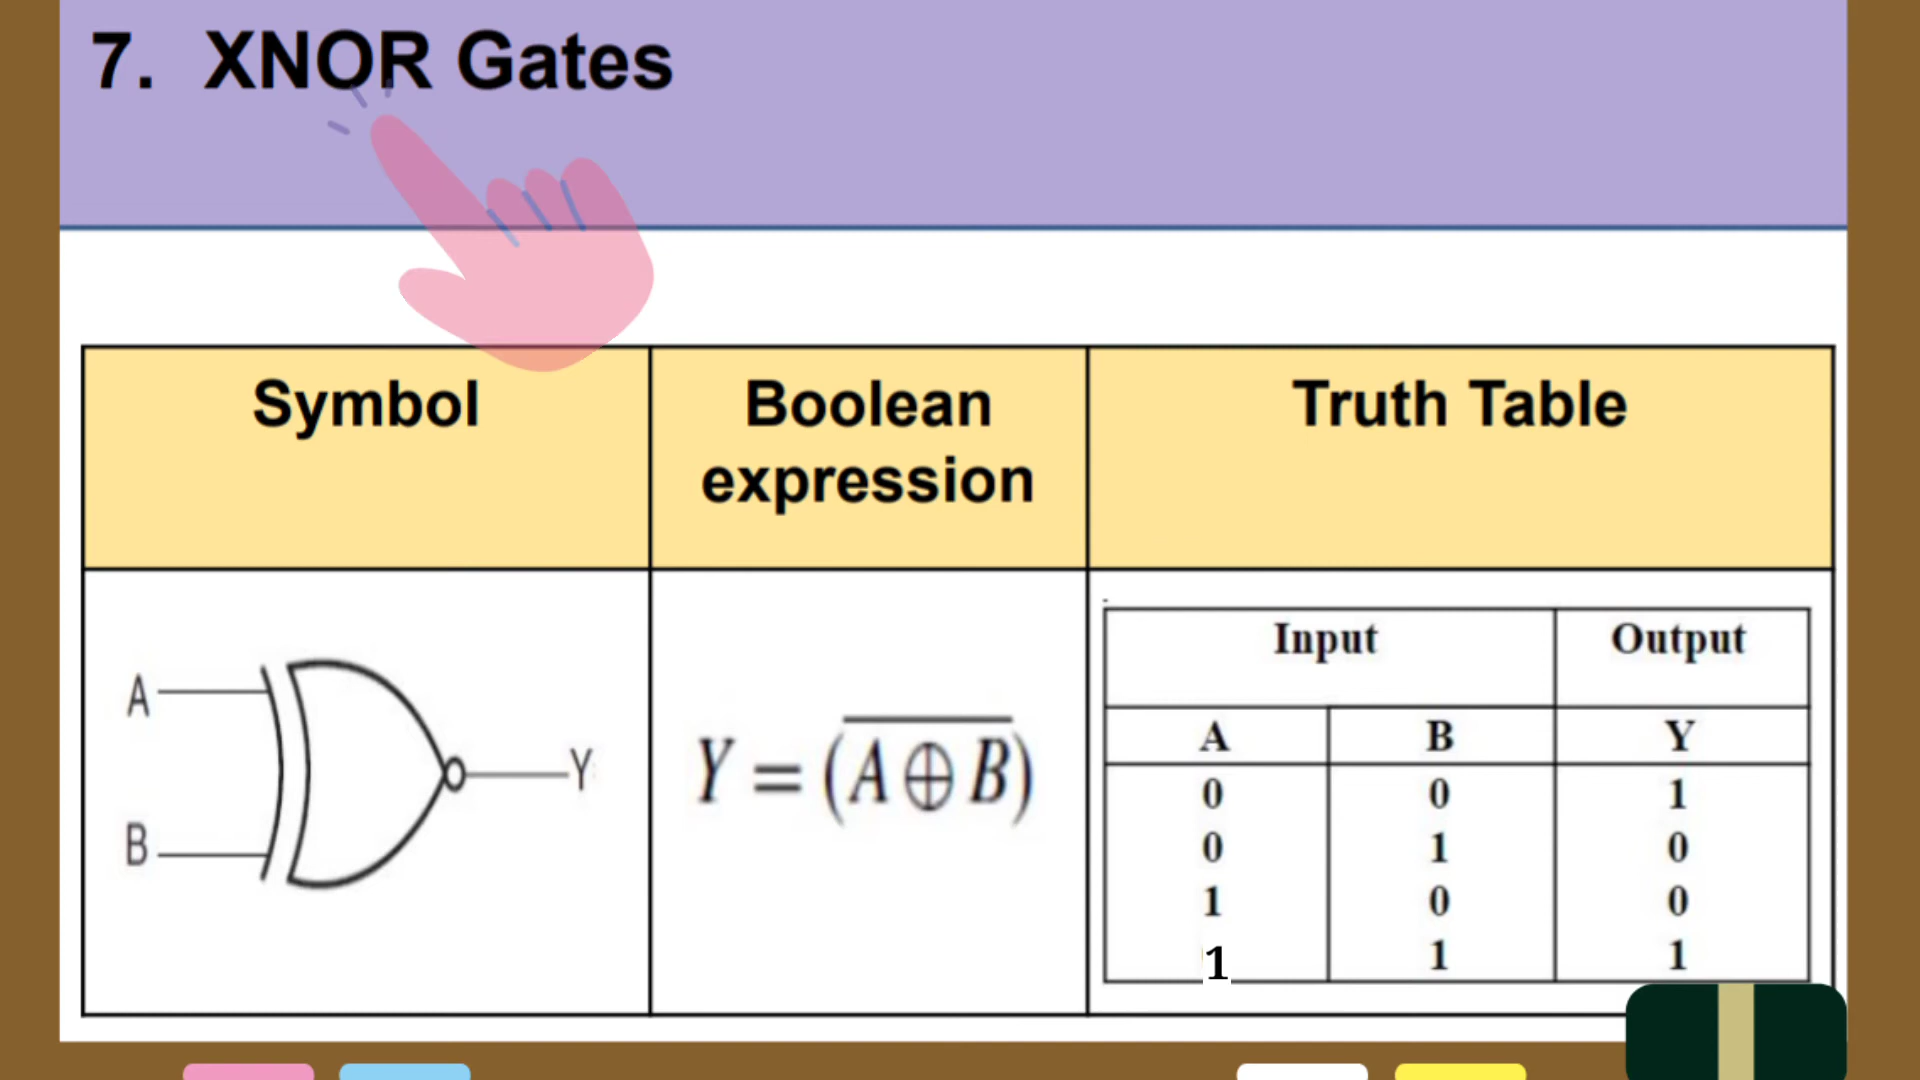 7. XNOR Gates
Symbol
Boolean
expression
Truth Table
A
B
Y
Y = (\overline{A ⊕ B})
Input Output
A B Y
0 0 1
0 1 0
1 0 0
1 1 1